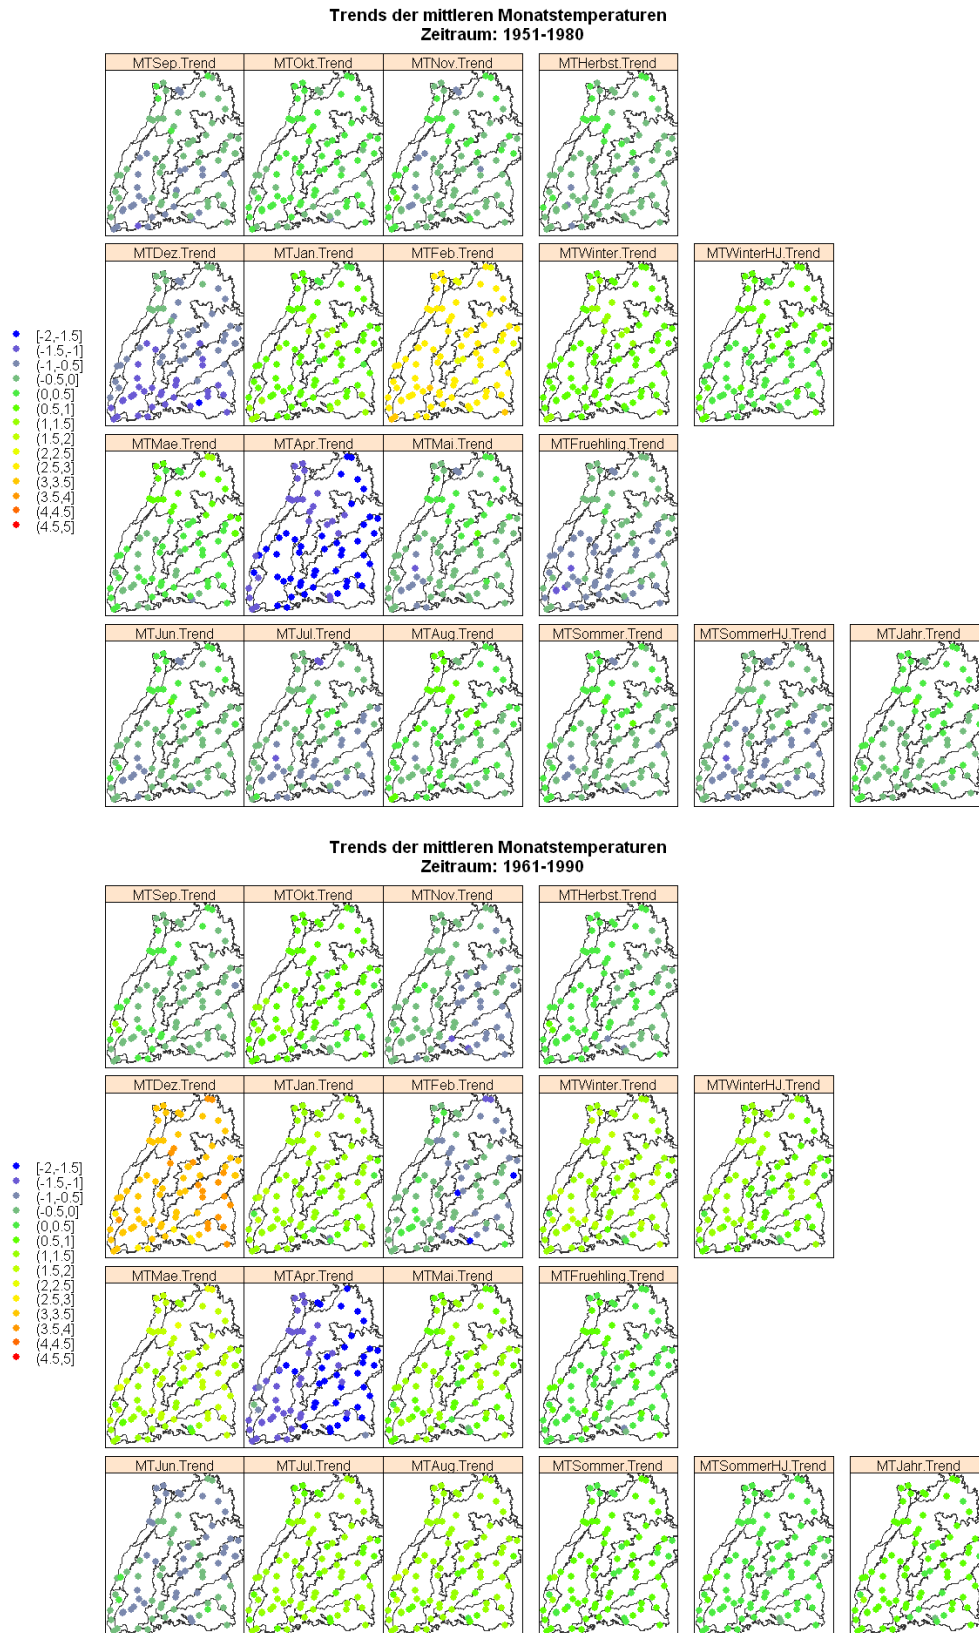 Trends der mittleren Monatstemperaturen
Zeitraum: 1951-1980
MTSep.Trend MTOkt.Trend MTNov.Trend MTHerbst.Trend
MTDez.Trend MTJan.Trend MTFeb.Trend MTWinter.Trend MTWinterHJ.Trend
[-2,-1.5]
(-1.5,-1]
(-1,-0.5]
(-0.5,0]
(0,0.5]
(0.5,1]
(1,1.5]
(1.5,2]
(2,2.5]
(2.5,3]
(3,3.5]
(3.5,4]
(4,4.5]
(4.5,5]
MTMae.Trend MTApr.Trend MTMai.Trend MTFruehling.Trend
MTJun.Trend MTJul.Trend MTAug.Trend MTSommer.Trend MTSommerHJ.Trend MTJahr.Trend
Trends der mittleren Monatstemperaturen
Zeitraum: 1961-1990
MTSep.Trend MTOkt.Trend MTNov.Trend MTHerbst.Trend
MTDez.Trend MTJan.Trend MTFeb.Trend MTWinter.Trend MTWinterHJ.Trend
[-2,-1.5]
(-1.5,-1]
(-1,-0.5]
(-0.5,0]
(0,0.5]
(0.5,1]
(1,1.5]
(1.5,2]
(2,2.5]
(2.5,3]
(3,3.5]
(3.5,4]
(4,4.5]
(4.5,5]
MTMae.Trend MTApr.Trend MTMai.Trend MTFruehling.Trend
MTJun.Trend MTJul.Trend MTAug.Trend MTSommer.Trend MTSommerHJ.Trend MTJahr.Trend